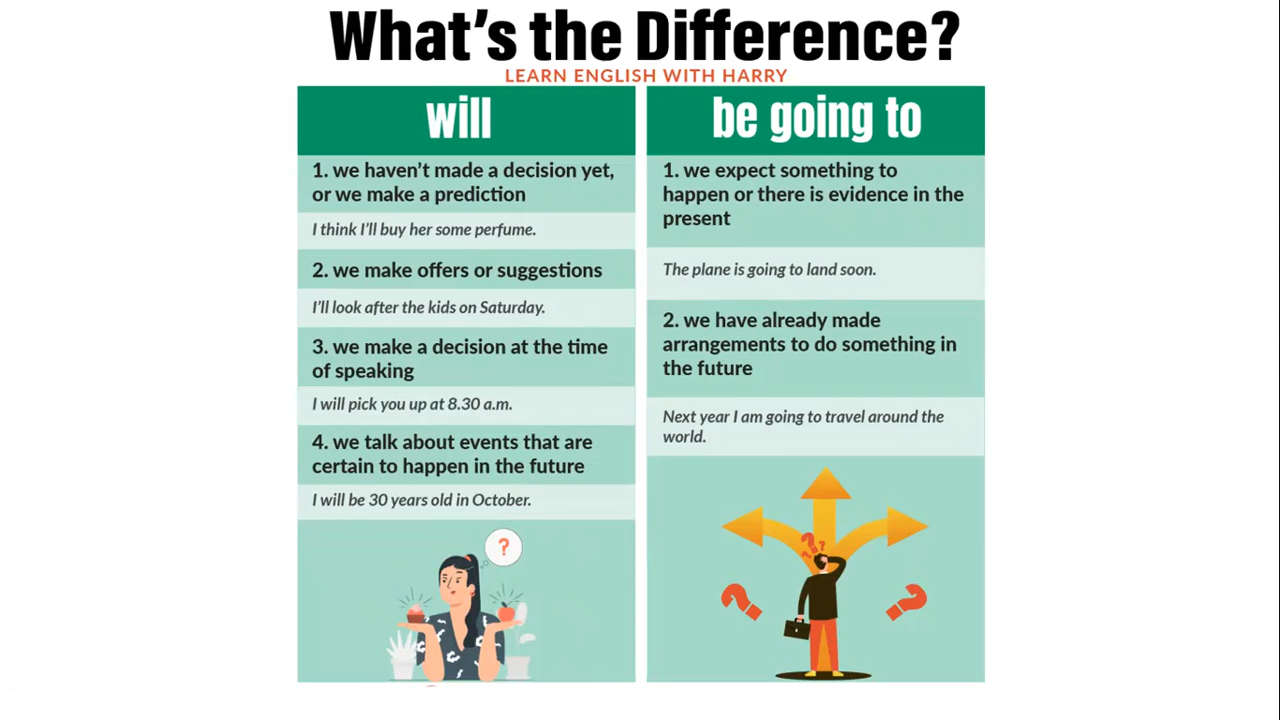 What's the Difference?
LEARN ENGLISH WITH HARRY
will
1. we haven't made a decision yet,
or we make a prediction
I think I'll buy her some perfume.
2. we make offers or suggestions
I'll look after the kids on Saturday.
3. we make a decision at the time
of speaking
I will pick you up at 8.30 a.m.
4. we talk about events that are
certain to happen in the future
I will be 30 years old in October.
?
be going to
1. we expect something to
happen or there is evidence in the
present
The plane is going to land soon.
2. we have already made
arrangements to do something in
the future
Next year I am going to travel around the
world.
? ? ?
? ?